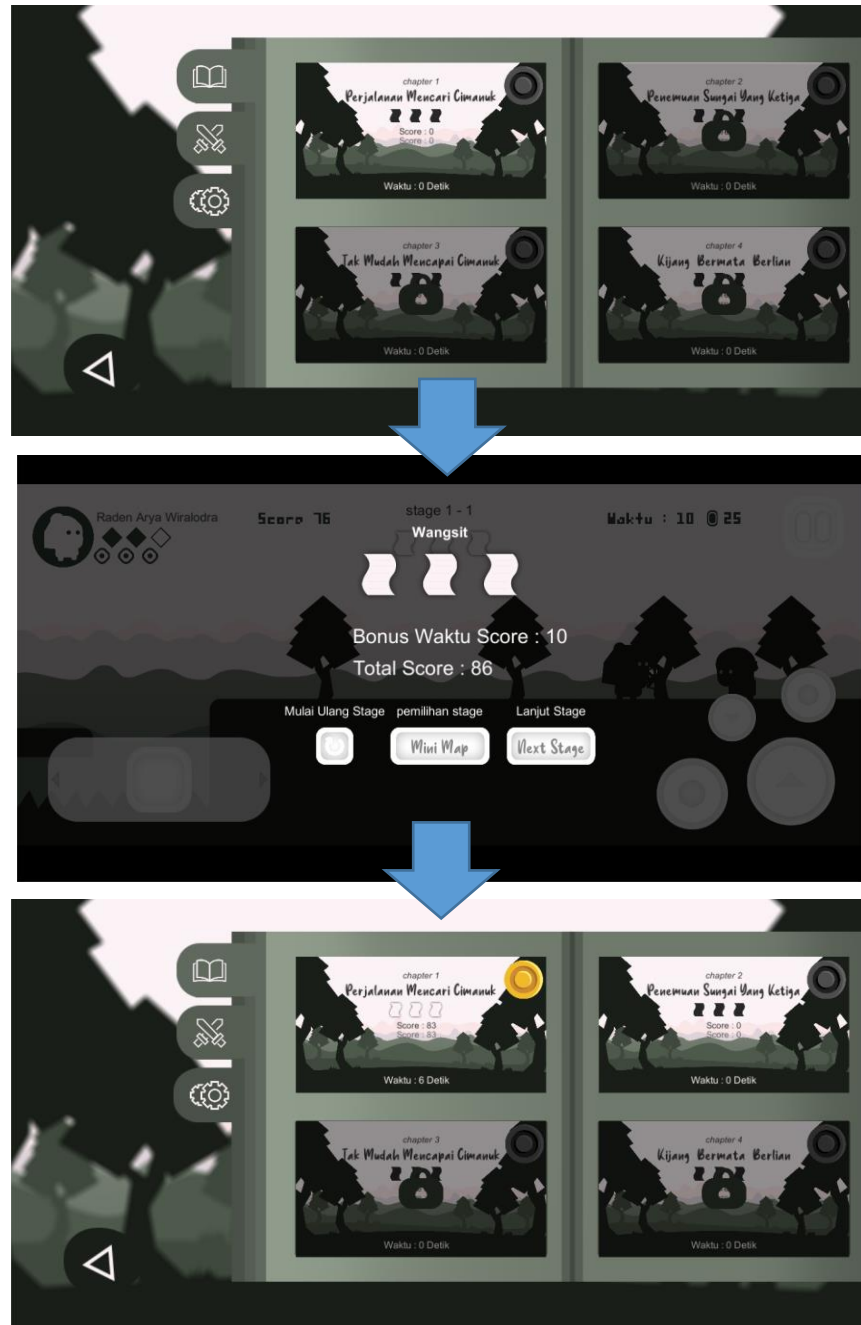 chapter 1
Perjalanan Mencari Cimanuk
Score : 0
Score : 0
Waktu : 0 Detik
chapter 2
Penemuan Sungai Yang Ketiga
Waktu : 0 Detik
chapter 3
Tak Mudah Mencapai Cimanuk
Waktu : 0 Detik
chapter 4
Kijang Bermata Berlian
Waktu : 0 Detik
Raden Arya Wiralodra
Score 76
stage 1 - 1
Waktu : 10
25
Wangsit
Bonus Waktu Score : 10
Total Score : 86
Mulai Ulang Stage
pemilihan stage
Lanjut Stage
Mini Map
Next Stage
chapter 1
Perjalanan Mencari Cimanuk
Score : 83
Score : 83
Waktu : 6 Detik
chapter 2
Penemuan Sungai Yang Ketiga
Score : 0
Score : 0
Waktu : 0 Detik
chapter 3
Tak Mudah Mencapai Cimanuk
Waktu : 0 Detik
chapter 4
Kijang Bermata Berlian
Waktu : 0 Detik